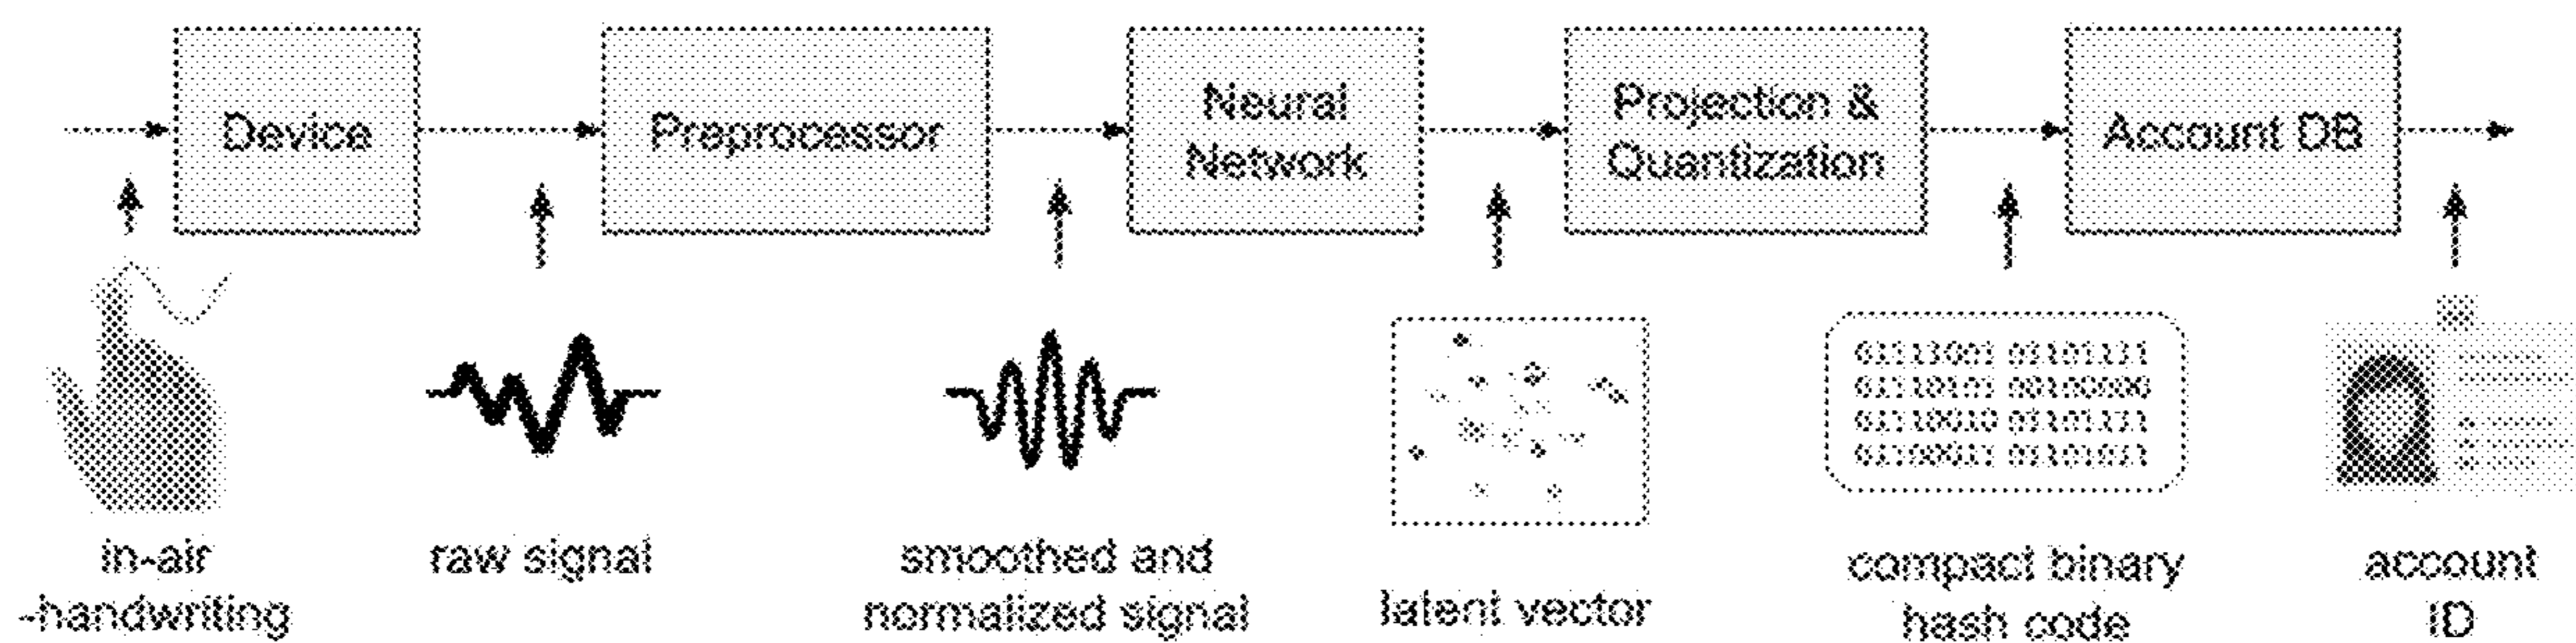 Device
Preprocessor
Neural
Network
Projection &
Quantization
Account DB
in-air
-handwriting
raw signal
smoothed and
normalized signal
latent vector
compact binary
hash code
account
ID